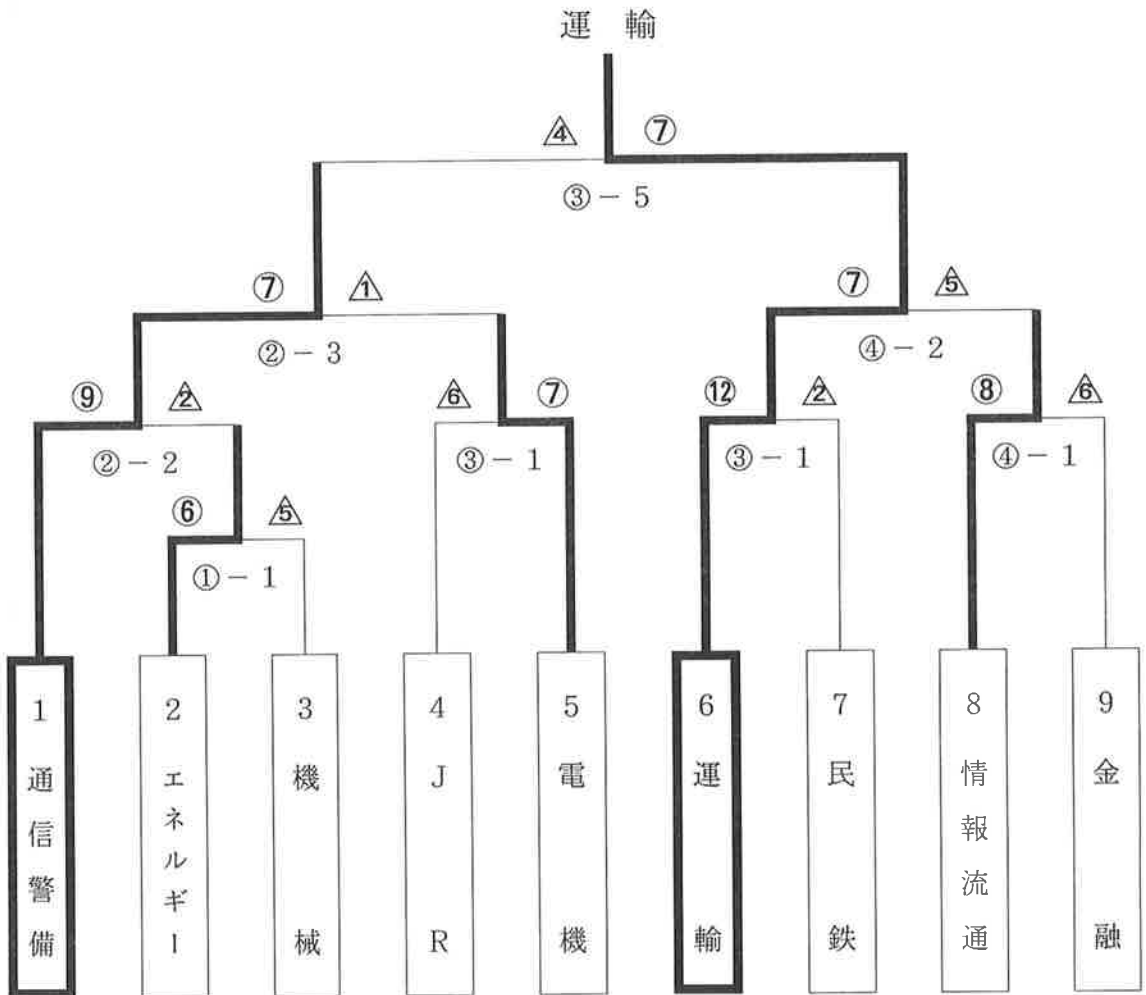 運 輸
△4 ⑦
③-5
⑦ △1 ⑦ △5
②-3 ④-2
⑨ △2 △6 ⑦ ⑫ △2 ⑧ △6
②-2 ③-1 ③-1 ④-1
⑥ △5
①-1
1 通信警備
2 エネルギー
3 機械
4 JR
5 電機
6 運輸
7 民鉄
8 情報流通
9 金融